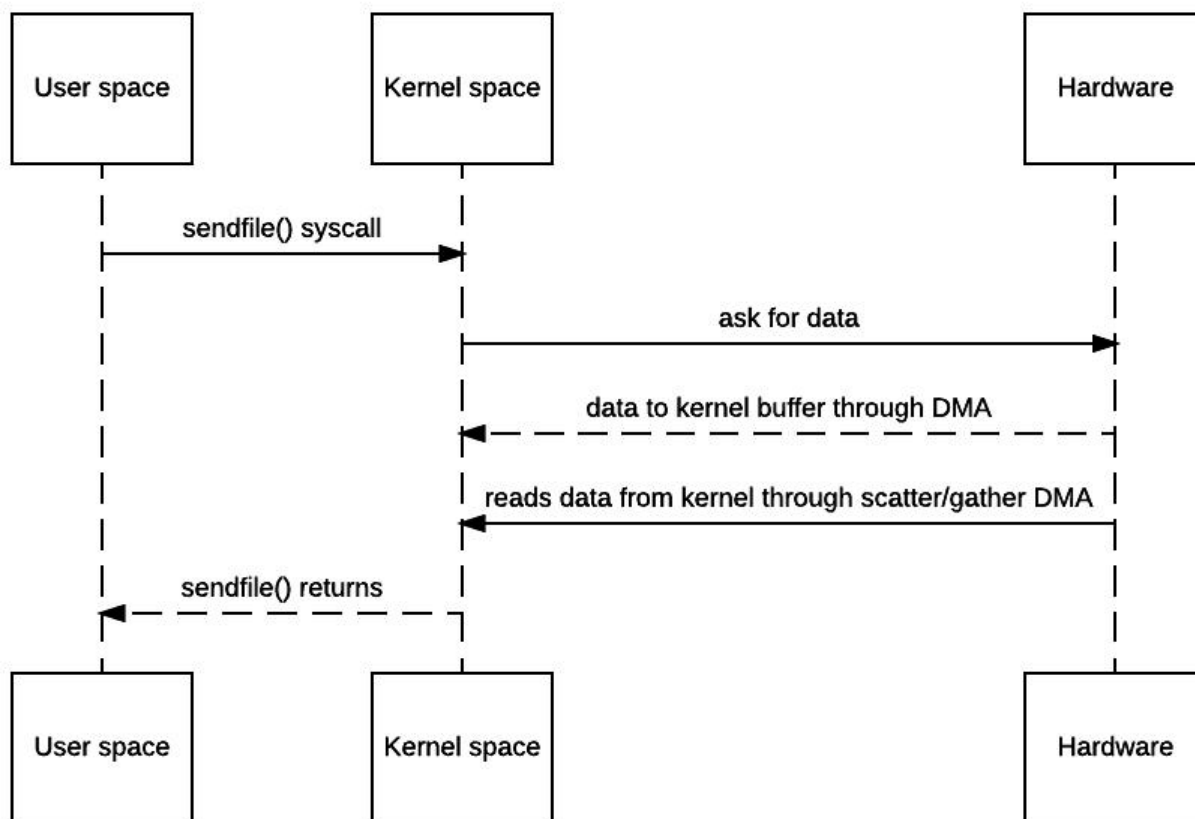 User space
Kernel space
Hardware
sendfile() syscall
ask for data
data to kernel buffer through DMA
reads data from kernel through scatter/gather DMA
sendfile() returns
User space
Kernel space
Hardware